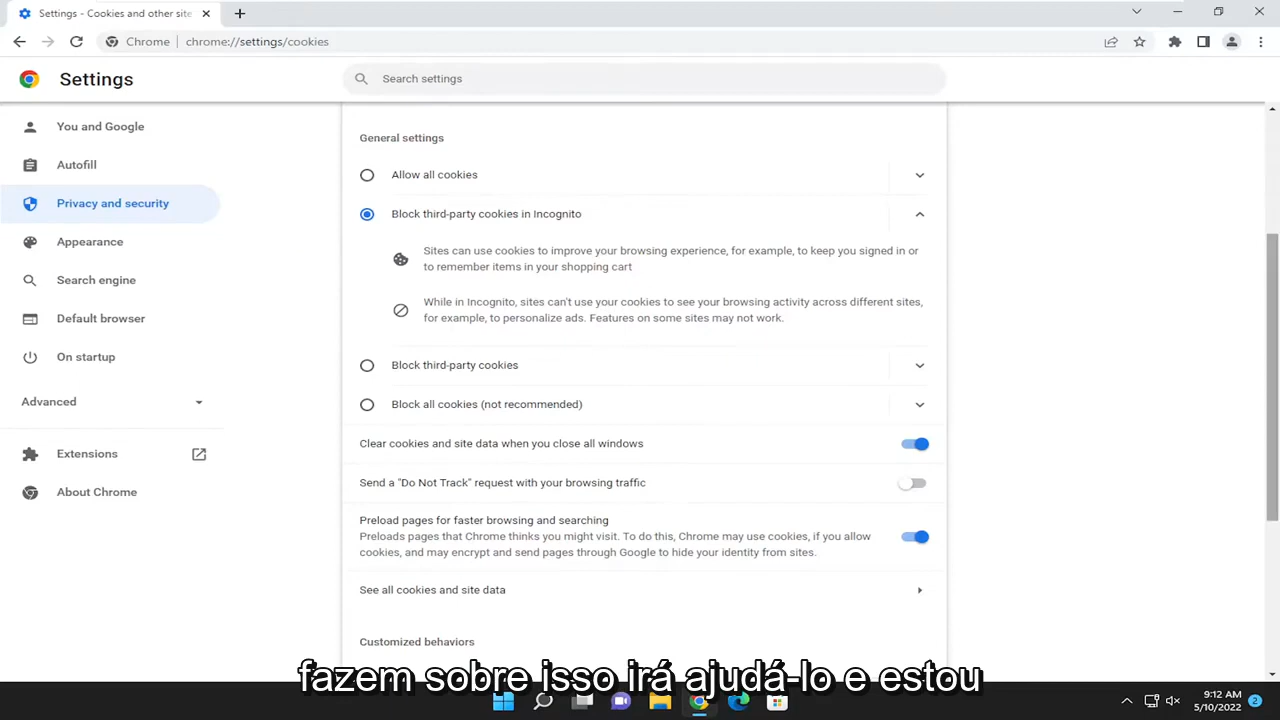 Settings - Cookies and other site
Chrome
chrome://settings/cookies
Settings
Search settings
You and Google
Autofill
Privacy and security
Appearance
Search engine
Default browser
On startup
Advanced
Extensions
About Chrome
General settings
Allow all cookies
Block third-party cookies in Incognito
Sites can use cookies to improve your browsing experience, for example, to keep you signed in or
to remember items in your shopping cart
While in Incognito, sites can't use your cookies to see your browsing activity across different sites,
for example, to personalize ads. Features on some sites may not work.
Block third-party cookies
Block all cookies (not recommended)
Clear cookies and site data when you close all windows
Send a "Do Not Track" request with your browsing traffic
Preload pages for faster browsing and searching
Preloads pages that Chrome thinks you might visit. To do this, Chrome may use cookies, if you allow
cookies, and may encrypt and send pages through Google to hide your identity from sites.
See all cookies and site data
Customized behaviors
fazem sobre isso irá ajudá-lo e estou
9:12 AM
5/10/2022
2